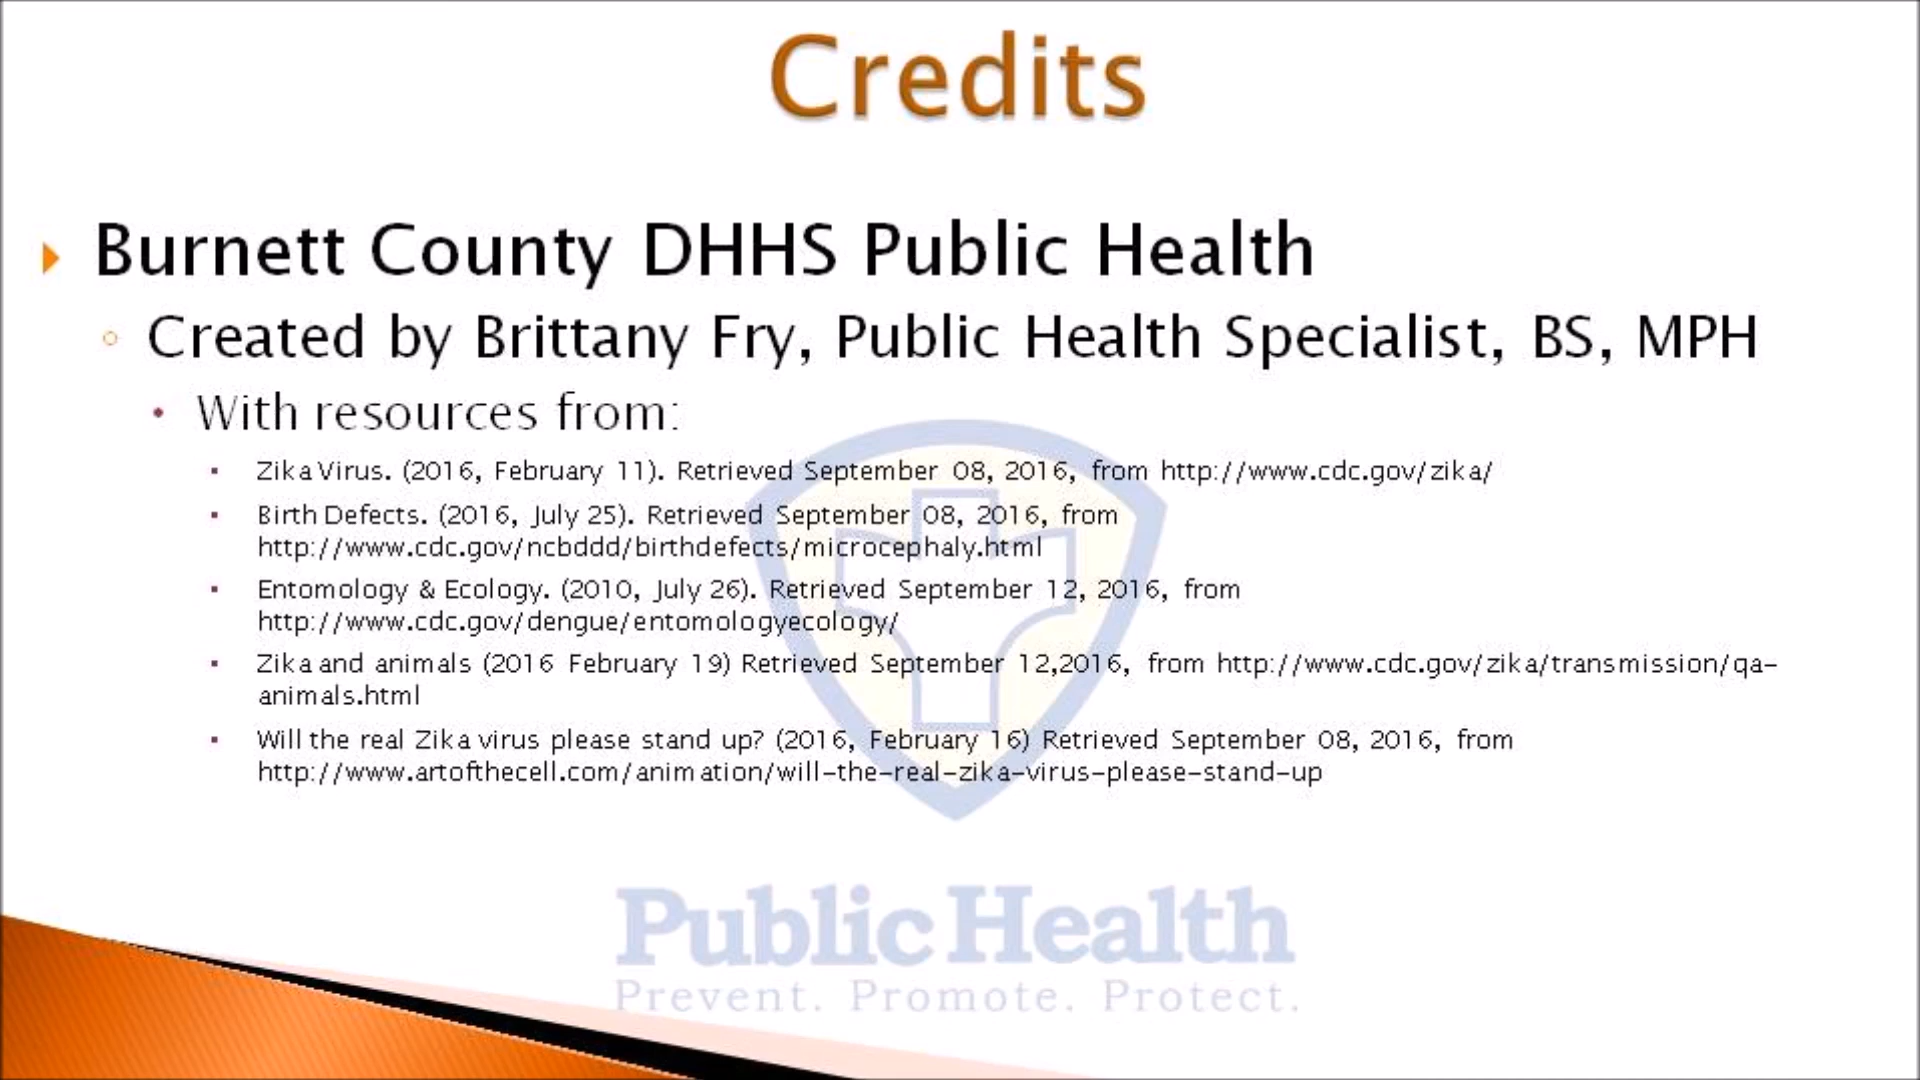 Credits
Burnett County DHHS Public Health
Created by Brittany Fry, Public Health Specialist, BS, MPH
With resources from:
Zika Virus. (2016, February 11). Retrieved September 08, 2016, from http://www.cdc.gov/zika/
Birth Defects. (2016, July 25). Retrieved September 08, 2016, from
http://www.cdc.gov/ncbddd/birthdefects/microcephaly.html
Entomology & Ecology. (2010, July 26). Retrieved September 12, 2016, from
http://www.cdc.gov/dengue/entomologyecology/
Zika and animals (2016 February 19) Retrieved September 12,2016, from http://www.cdc.gov/zika/transmission/qa-
animals.html
Will the real Zika virus please stand up? (2016, February 16) Retrieved September 08, 2016, from
http://www.artofthecell.com/animation/will-the-real-zika-virus-please-stand-up
Public Health
Prevent. Promote. Protect.